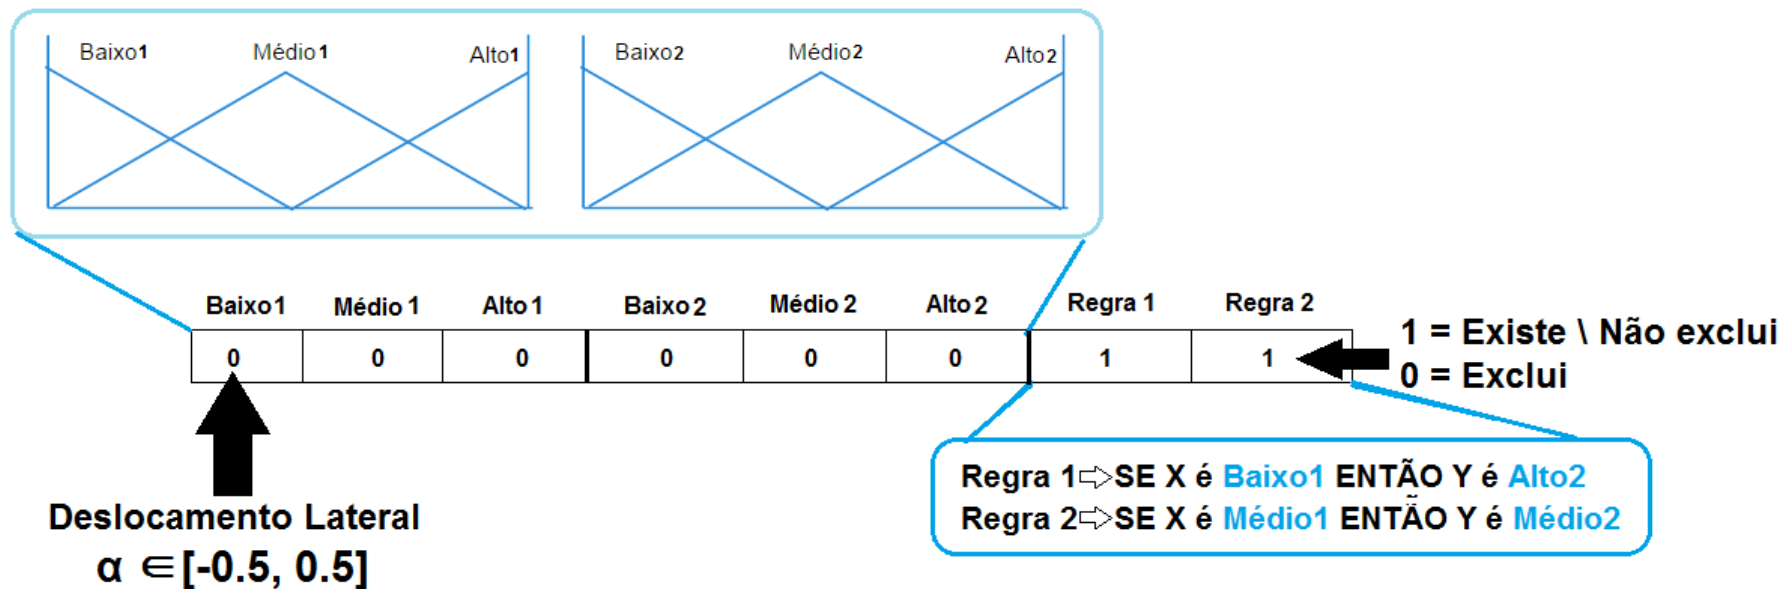 Baixo1 Médio1 Alto1 Baixo2 Médio2 Alto2
Baixo1 Médio 1 Alto 1 Baixo 2 Médio 2 Alto 2 Regra 1 Regra 2
0 0 0 0 0 0 1 1
1 = Existe \ Não exclui
0 = Exclui
Regra 1⇨SE X é Baixo1 ENTÃO Y é Alto2
Regra 2⇨SE X é Médio1 ENTÃO Y é Médio2
Deslocamento Lateral
α ∈[-0.5, 0.5]